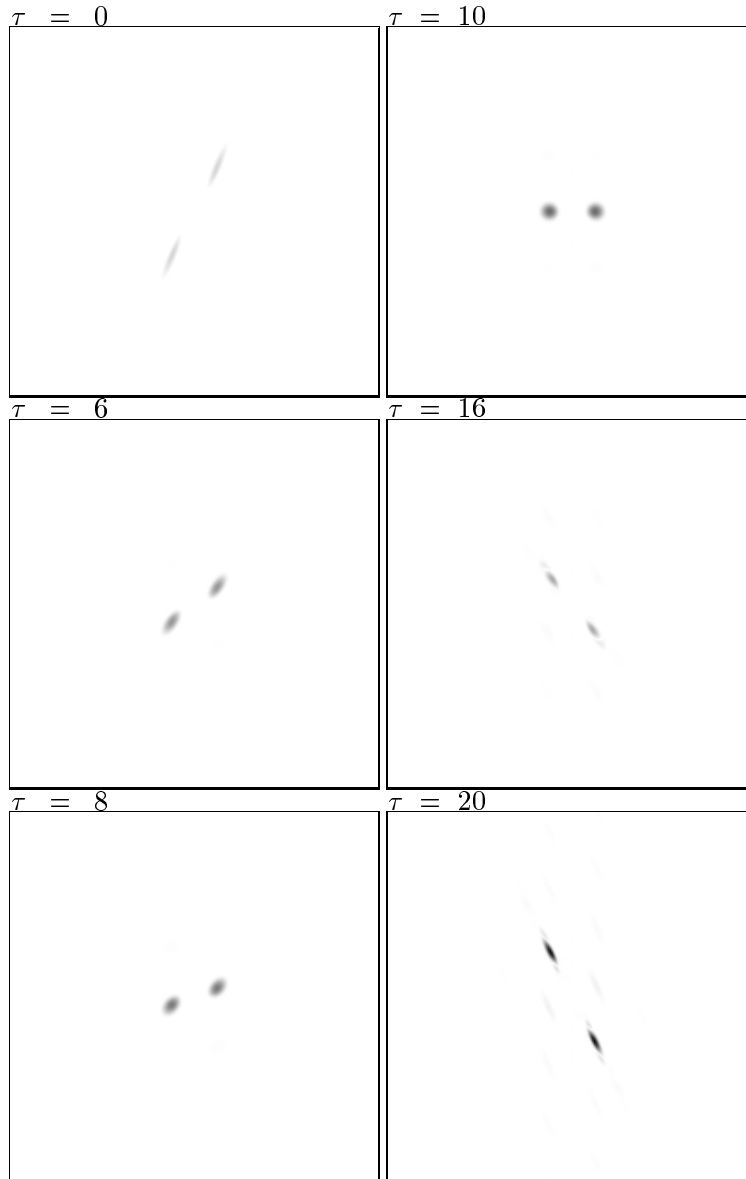 τ = 0
τ = 10
τ = 6
τ = 16
τ = 8
τ = 20